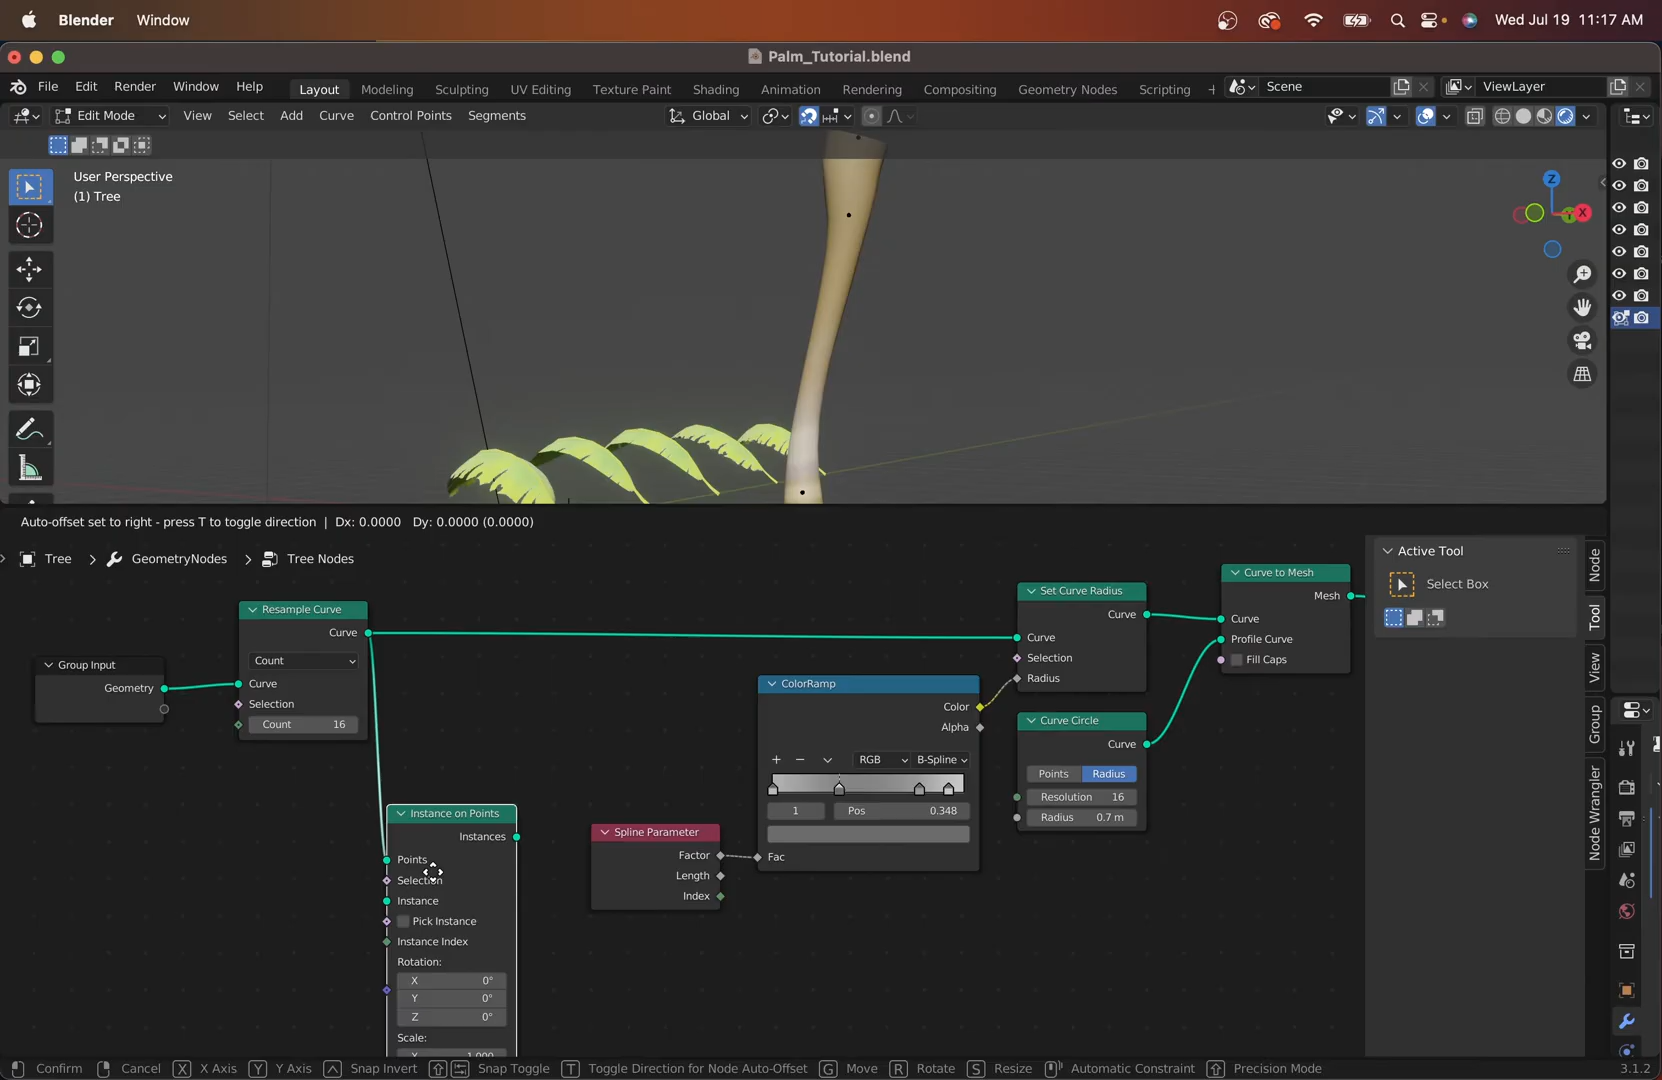 Blender Window Wed Jul 19 11:17 AM
Palm_Tutorial.blend
File Edit Render Window Help Layout Modeling Sculpting UV Editing Texture Paint Shading Animation Rendering Compositing Geometry Nodes Scripting + Scene ViewLayer
Edit Mode View Select Add Curve Control Points Segments Global
User Perspective
(1) Tree
Z
X
Y
Auto-offset set to right - press T to toggle direction | Dx: 0.0000 Dy: 0.0000 (0.0000)
Tree > GeometryNodes > Tree Nodes
Group Input
Geometry
Resample Curve
Curve
Count
Curve
Selection
Count 16
Instance on Points
Instances
Points
Selection
Instance
Pick Instance
Instance Index
Rotation:
X 0°
Y 0°
Z 0°
Scale:
X 1.000
Spline Parameter
Factor
Length
Index
ColorRamp
Color
Alpha
+ − RGB B-Spline
1 Pos 0.348
Fac
Set Curve Radius
Curve
Curve
Selection
Radius
Curve Circle
Curve
Points Radius
Resolution 16
Radius 0.7 m
Curve to Mesh
Mesh
Curve
Profile Curve
Fill Caps
Active Tool
Select Box
Node
Tool
View
Group
Node Wrangler
Confirm Cancel X X Axis Y Y Axis Snap Invert Snap Toggle T Toggle Direction for Node Auto-Offset G Move R Rotate S Resize Automatic Constraint Precision Mode 3.1.2